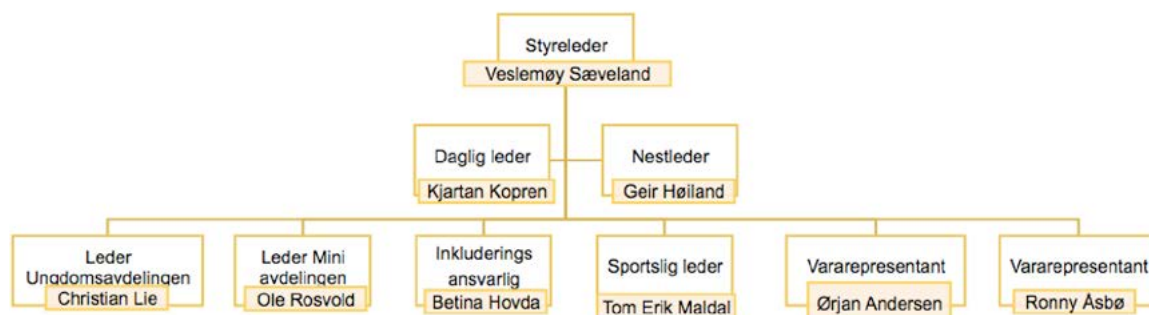 Styreleder
Veslemøy Sæveland
Daglig leder
Kjartan Kopren
Nestleder
Geir Høiland
Leder
Ungdomsavdelingen
Christian Lie
Leder Mini
avdelingen
Ole Rosvold
Inkluderings
ansvarlig
Betina Hovda
Sportslig leder
Tom Erik Maldal
Vararepresentant
Ørjan Andersen
Vararepresentant
Ronny Åsbø